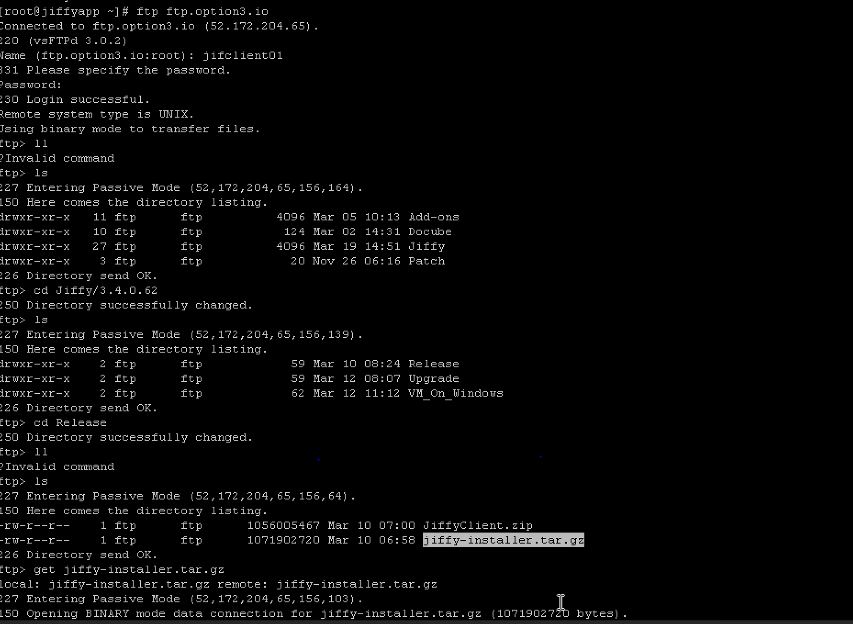 [root@jiffyapp ~]# ftp ftp.option3.io
Connected to ftp.option3.io (52.172.204.65).
220 (vsFTPd 3.0.2)
Name (ftp.option3.io:root): jifclient01
331 Please specify the password.
Password:
230 Login successful.
Remote system type is UNIX.
Using binary mode to transfer files.
ftp> ll
?Invalid command
ftp> ls
227 Entering Passive Mode (52,172,204,65,156,164).
150 Here comes the directory listing.
drwxr-xr-x 11 ftp ftp 4096 Mar 05 10:13 Add-ons
drwxr-xr-x 10 ftp ftp 124 Mar 02 14:31 Docube
drwxr-xr-x 27 ftp ftp 4096 Mar 19 14:51 Jiffy
drwxr-xr-x 3 ftp ftp 20 Nov 26 06:16 Patch
226 Directory send OK.
ftp> cd Jiffy/3.4.0.62
250 Directory successfully changed.
ftp> ls
227 Entering Passive Mode (52,172,204,65,156,139).
150 Here comes the directory listing.
drwxr-xr-x 2 ftp ftp 59 Mar 10 08:24 Release
drwxr-xr-x 2 ftp ftp 59 Mar 12 08:07 Upgrade
drwxr-xr-x 2 ftp ftp 62 Mar 12 11:12 VM_On_Windows
226 Directory send OK.
ftp> cd Release
250 Directory successfully changed.
ftp> ll
?Invalid command
ftp> ls
227 Entering Passive Mode (52,172,204,65,156,64).
150 Here comes the directory listing.
-rw-r--r-- 1 ftp ftp 1056005467 Mar 10 07:00 JiffyClient.zip
-rw-r--r-- 1 ftp ftp 1071902720 Mar 10 06:58 jiffy-installer.tar.gz
226 Directory send OK.
ftp> get jiffy-installer.tar.gz
local: jiffy-installer.tar.gz remote: jiffy-installer.tar.gz
227 Entering Passive Mode (52,172,204,65,156,103).
150 Opening BINARY mode data connection for jiffy-installer.tar.gz (1071902720 bytes).